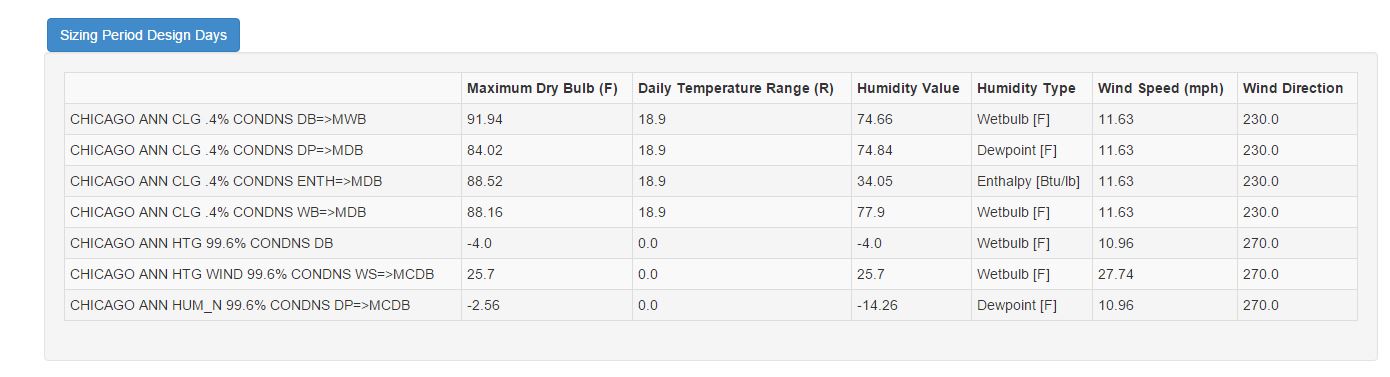 Sizing Period Design Days
Maximum Dry Bulb (F) Daily Temperature Range (R) Humidity Value Humidity Type Wind Speed (mph) Wind Direction
CHICAGO ANN CLG .4% CONDNS DB=>MWB 91.94 18.9 74.66 Wetbulb [F] 11.63 230.0
CHICAGO ANN CLG .4% CONDNS DP=>MDB 84.02 18.9 74.84 Dewpoint [F] 11.63 230.0
CHICAGO ANN CLG .4% CONDNS ENTH=>MDB 88.52 18.9 34.05 Enthalpy [Btu/lb] 11.63 230.0
CHICAGO ANN CLG .4% CONDNS WB=>MDB 88.16 18.9 77.9 Wetbulb [F] 11.63 230.0
CHICAGO ANN HTG 99.6% CONDNS DB -4.0 0.0 -4.0 Wetbulb [F] 10.96 270.0
CHICAGO ANN HTG WIND 99.6% CONDNS WS=>MCDB 25.7 0.0 25.7 Wetbulb [F] 27.74 270.0
CHICAGO ANN HUM_N 99.6% CONDNS DP=>MCDB -2.56 0.0 -14.26 Dewpoint [F] 10.96 270.0